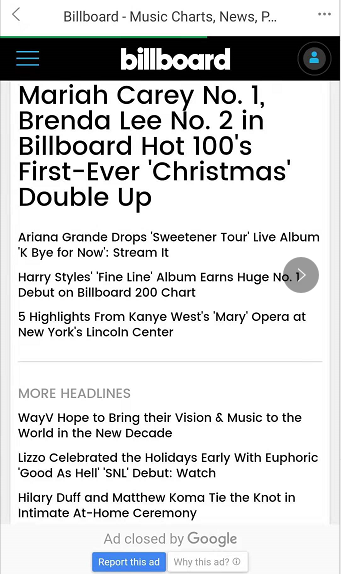 Billboard - Music Charts, News, P...
billboard
Mariah Carey No. 1,
Brenda Lee No. 2 in
Billboard Hot 100's
First-Ever 'Christmas'
Double Up
Ariana Grande Drops 'Sweetener Tour' Live Album
'K Bye for Now': Stream It
Harry Styles' 'Fine Line' Album Earns Huge No. 1
Debut on Billboard 200 Chart
5 Highlights From Kanye West's 'Mary' Opera at
New York's Lincoln Center
MORE HEADLINES
WayV Hope to Bring their Vision & Music to the
World in the New Decade
Lizzo Celebrated the Holidays Early With Euphoric
'Good As Hell' 'SNL' Debut: Watch
Hilary Duff and Matthew Koma Tie the Knot in
Intimate At-Home Ceremony
Ad closed by Google
Report this ad Why this ad?